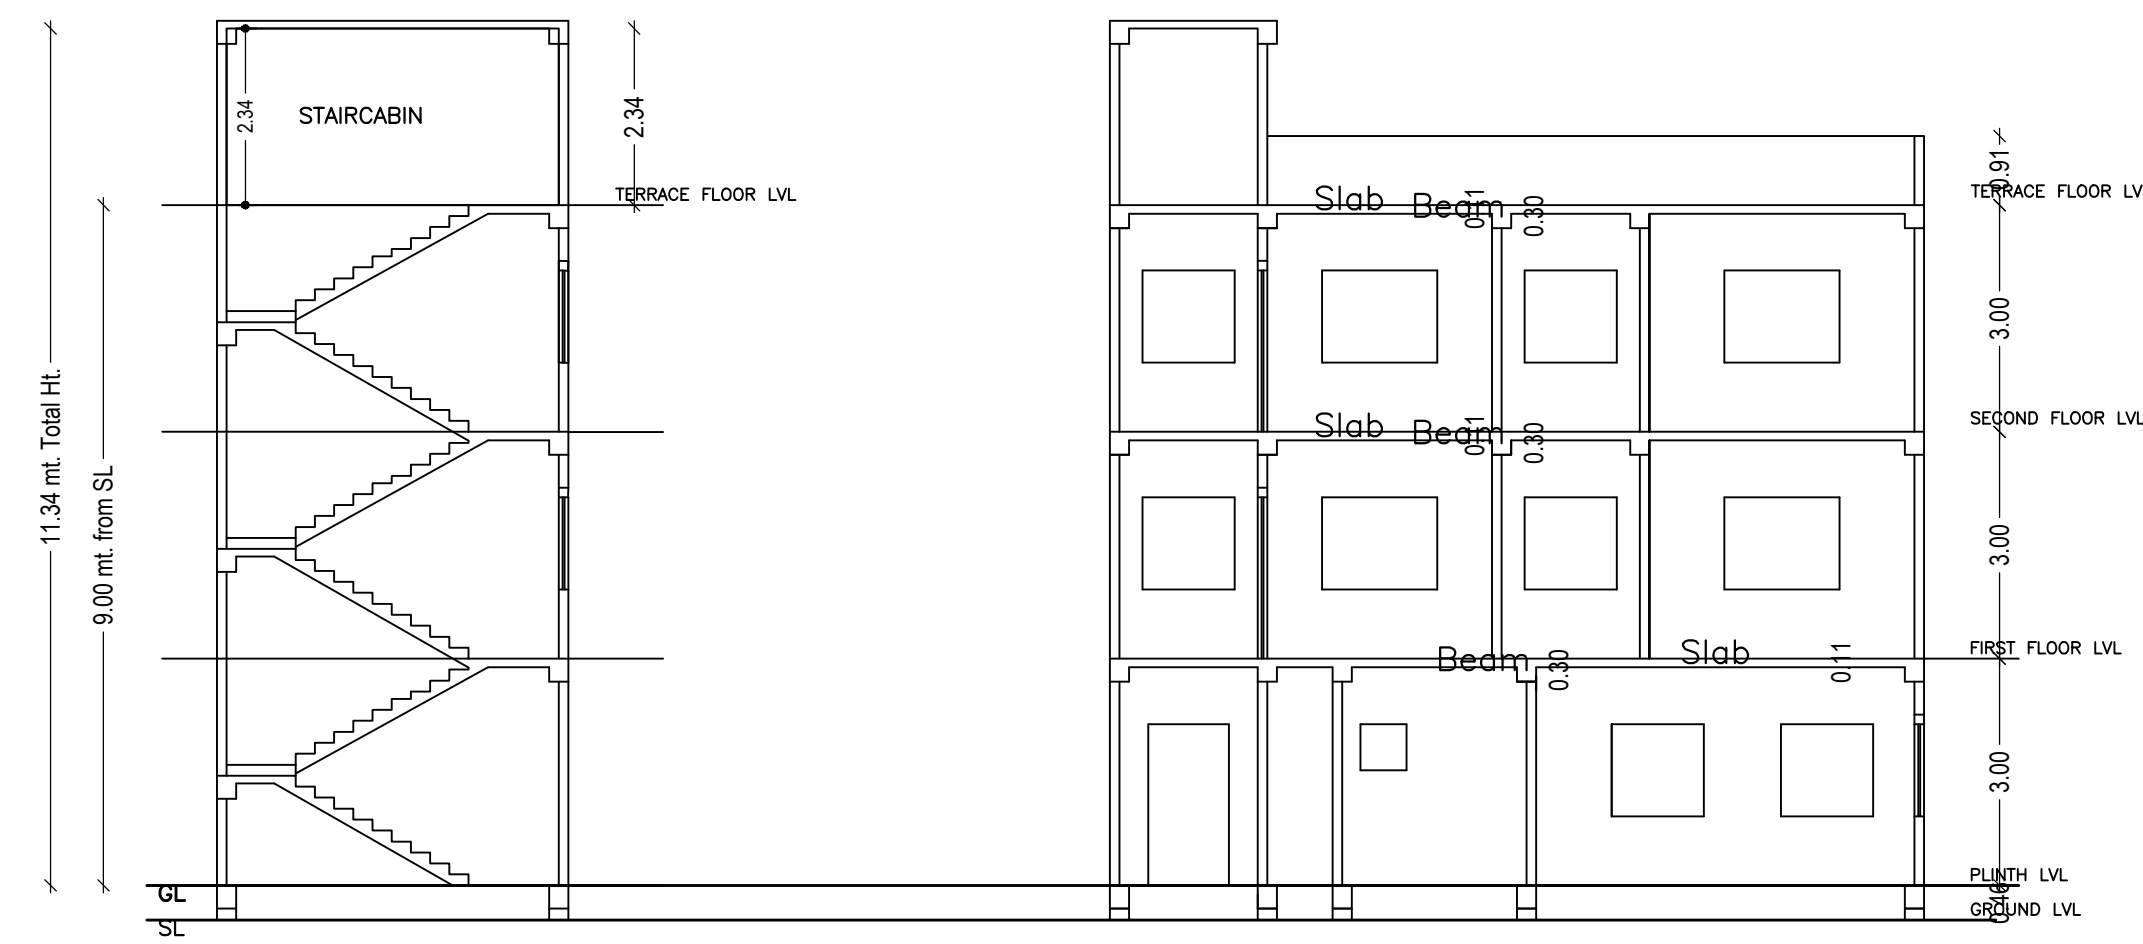 STAIRCABIN
2.34
2.34
11.34 mt. Total Ht.
9.00 mt. from SL
TERRACE FLOOR LVL
GL
SL
0.91
TERRACE FLOOR LV
Slab
Beam
0.11
0.30
3.00
SECOND FLOOR LVL
Slab
Beam
0.11
0.30
3.00
FIRST FLOOR LVL
Beam
0.30
Slab
0.11
3.00
PLINTH LVL
GROUND LVL